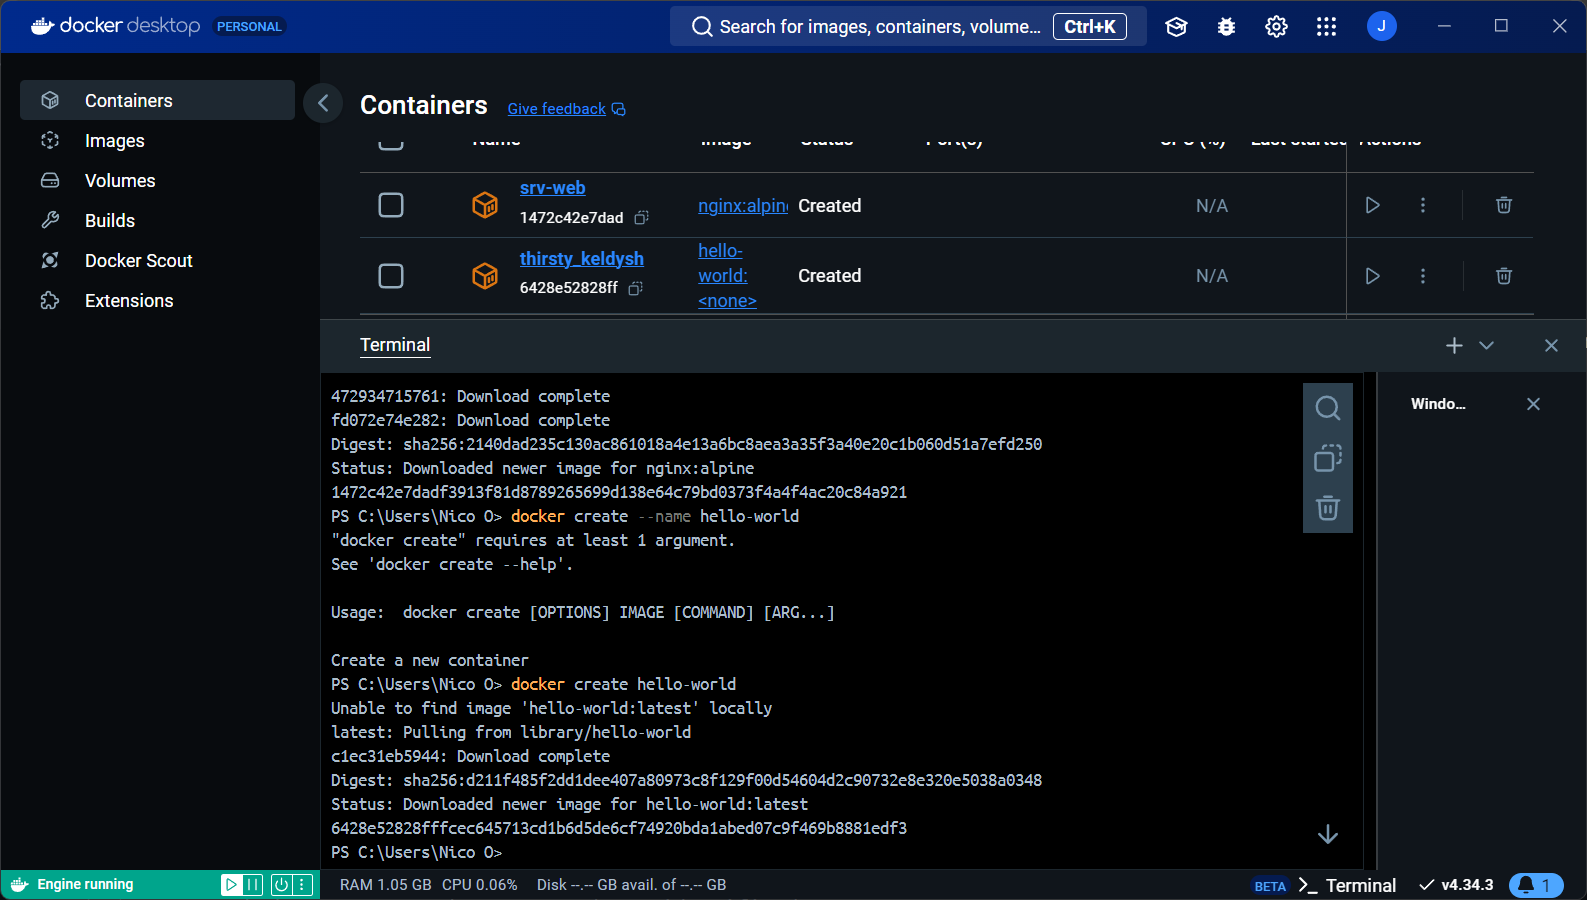 docker desktop PERSONAL
Search for images, containers, volume... Ctrl+K
J
Containers
Images
Volumes
Builds
Docker Scout
Extensions
Containers Give feedback
Name Image Status Port(s) CPU (%) Last started Actions
srv-web
1472c42e7dad
nginx:alpine
Created
N/A
thirsty_keldysh
6428e52828ff
hello-
world:
<none>
Created
N/A
Terminal
Windo...
472934715761: Download complete
fd072e74e282: Download complete
Digest: sha256:2140dad235c130ac861018a4e13a6bc8aea3a35f3a40e20c1b060d51a7efd250
Status: Downloaded newer image for nginx:alpine
1472c42e7dadf3913f81d8789265699d138e64c79bd0373f4a4f4ac20c84a921
PS C:\Users\Nico O> docker create --name hello-world
"docker create" requires at least 1 argument.
See 'docker create --help'.
Usage:  docker create [OPTIONS] IMAGE [COMMAND] [ARG...]
Create a new container
PS C:\Users\Nico O> docker create hello-world
Unable to find image 'hello-world:latest' locally
latest: Pulling from library/hello-world
c1ec31eb5944: Download complete
Digest: sha256:d211f485f2dd1dee407a80973c8f129f00d54604d2c90732e8e320e5038a0348
Status: Downloaded newer image for hello-world:latest
6428e52828fffcec645713cd1b6d5de6cf74920bda1abed07c9f469b8881edf3
PS C:\Users\Nico O>
Engine running
RAM 1.05 GB CPU 0.06% Disk --.-- GB avail. of --.-- GB
BETA >_ Terminal v4.34.3 1